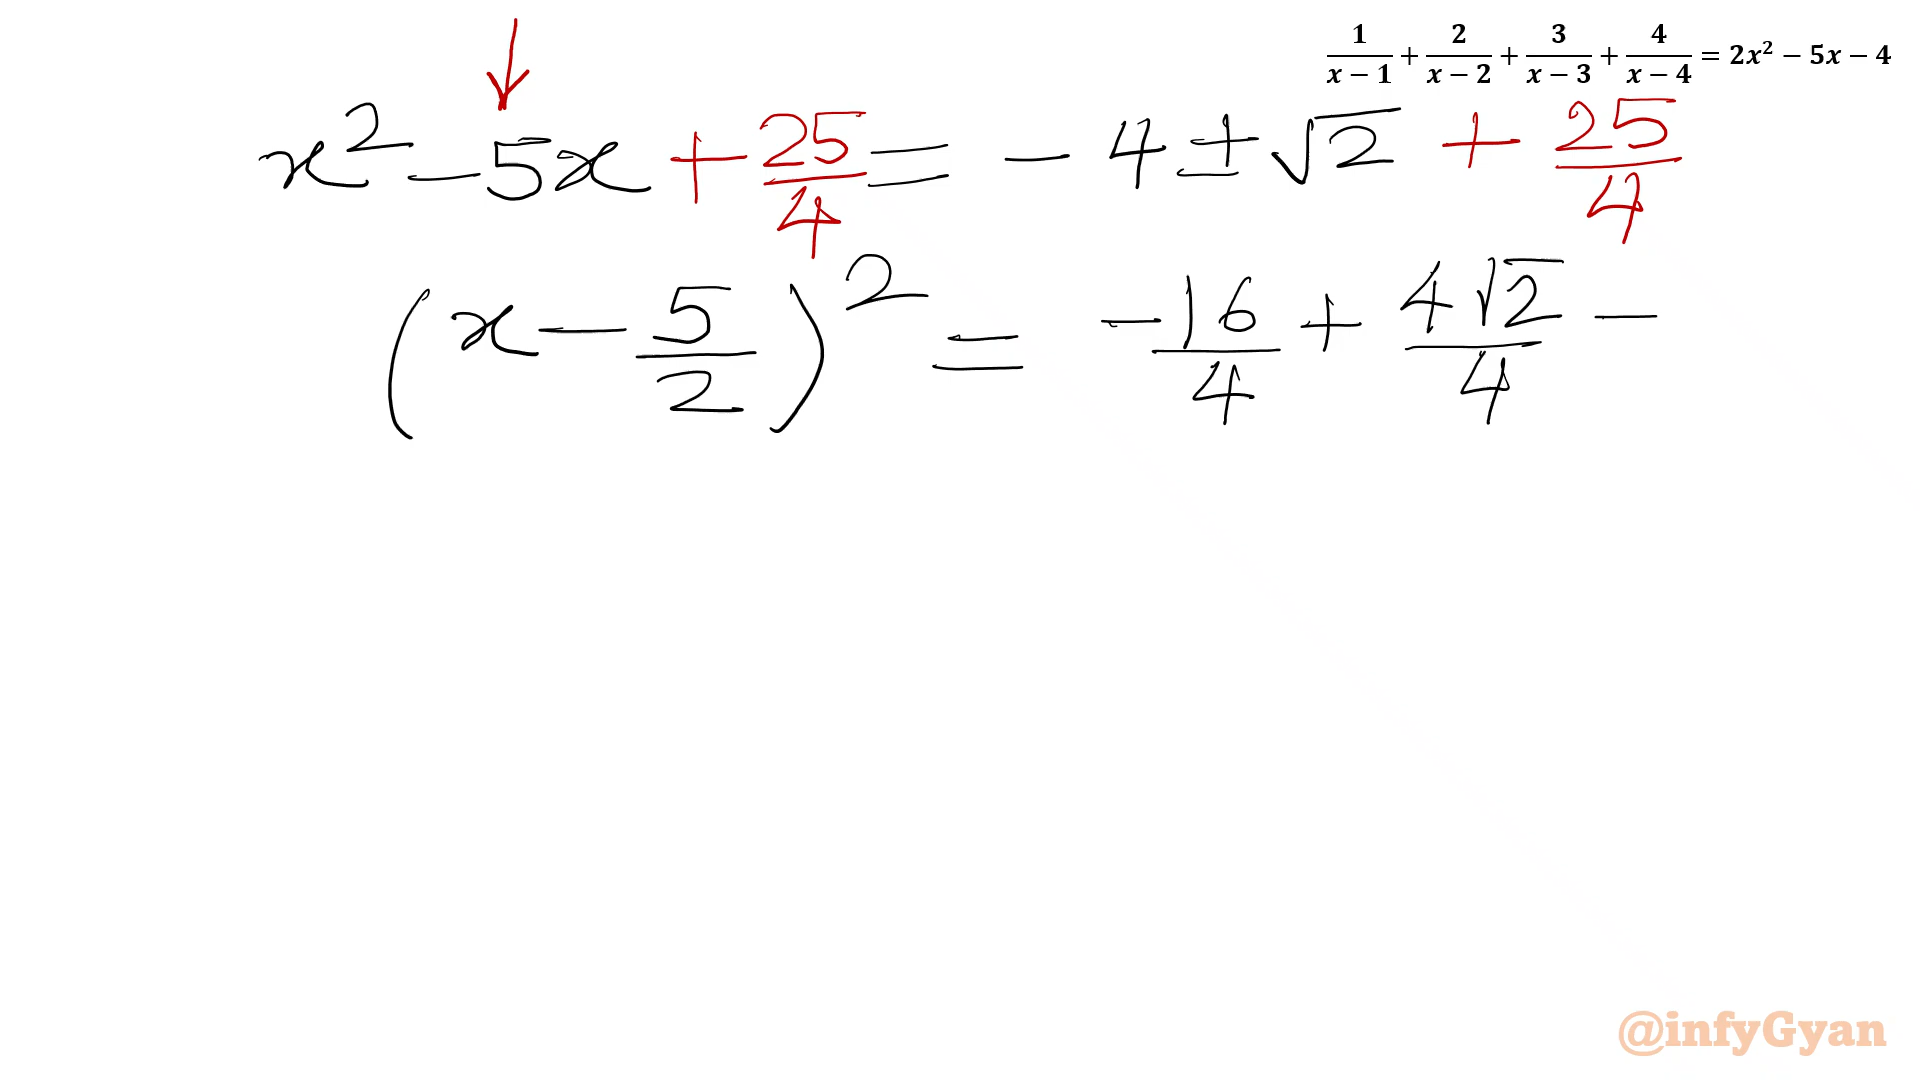 1/(x − 1) + 2/(x − 2) + 3/(x − 3) + 4/(x − 4) = 2x² − 5x − 4
x² − 5x + 25/4 = − 4 ± √2 + 25/4
(x − 5/2)² = −16/4 + 4√2/4 −
@infyGyan